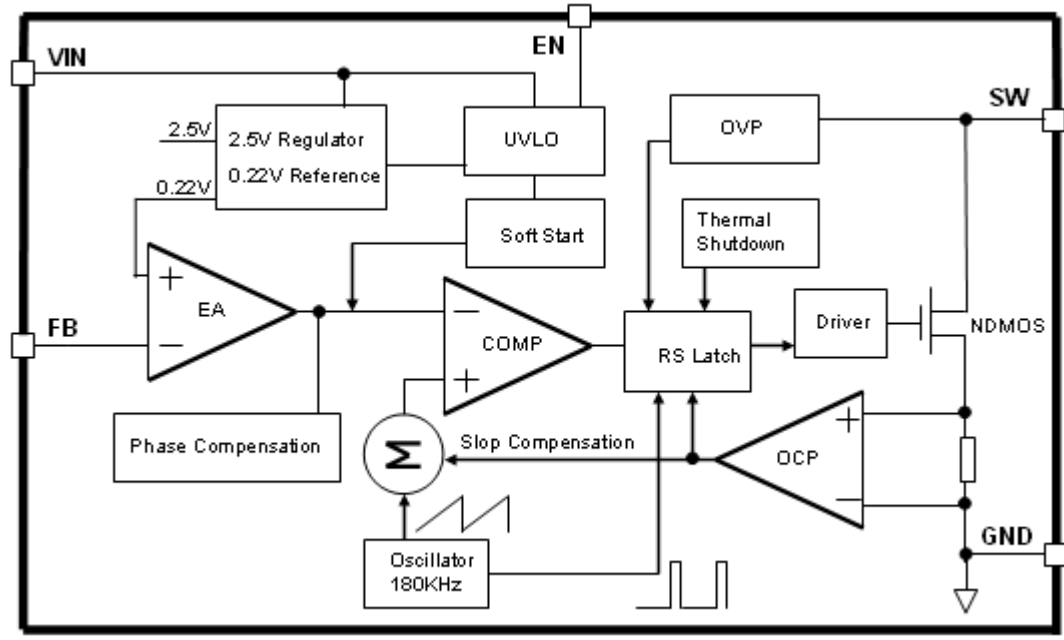 EN
VIN
SW
2.5V
2.5V Regulator
0.22V Reference
UVLO
OVP
0.22V
Soft Start
Thermal
Shutdown
+
EA
−
FB
−
COMP
+
RS Latch
Driver
NDMOS
Phase Compensation
Σ
Slop Compensation
+
OCP
−
GND
Oscillator
180KHz